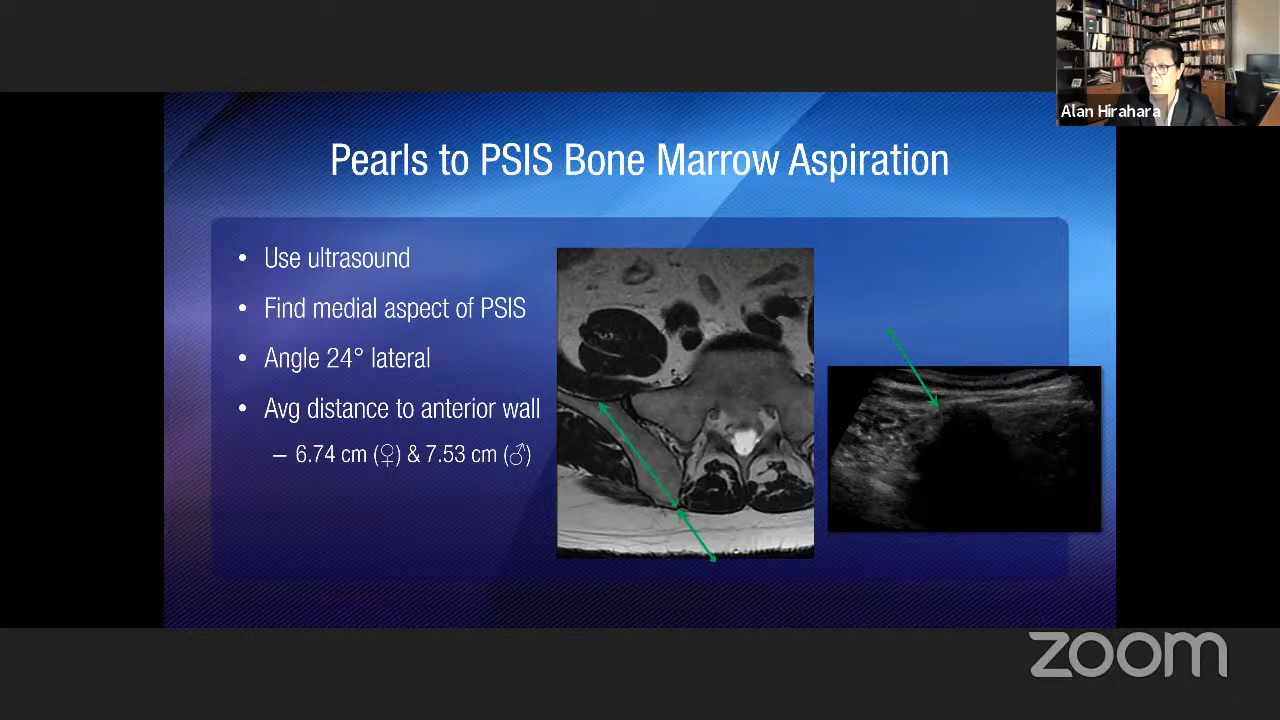 Alan Hirahara
Pearls to PSIS Bone Marrow Aspiration
• Use ultrasound
• Find medial aspect of PSIS
• Angle 24° lateral
• Avg distance to anterior wall
– 6.74 cm (♀) & 7.53 cm (♂)
zoom